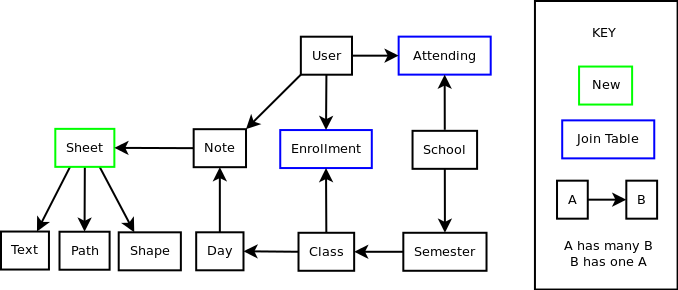 User
Attending
Sheet
Note
Enrollment
School
Text
Path
Shape
Day
Class
Semester
KEY
New
Join Table
A
B
A has many B
B has one A